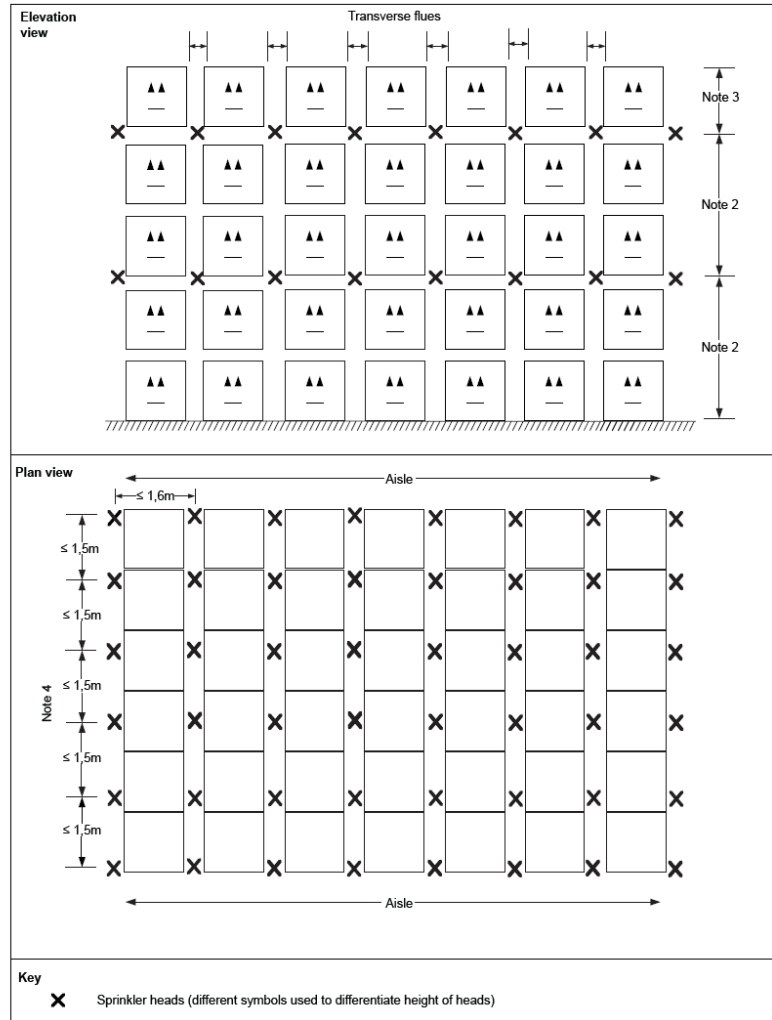 Elevation
view
Transverse flues
Note 3
Note 2
Note 2
Plan view
Aisle
≤ 1,6m
≤ 1,5m
≤ 1,5m
≤ 1,5m
≤ 1,5m
≤ 1,5m
Note 4
Aisle
Key
Sprinkler heads (different symbols used to differentiate height of heads)